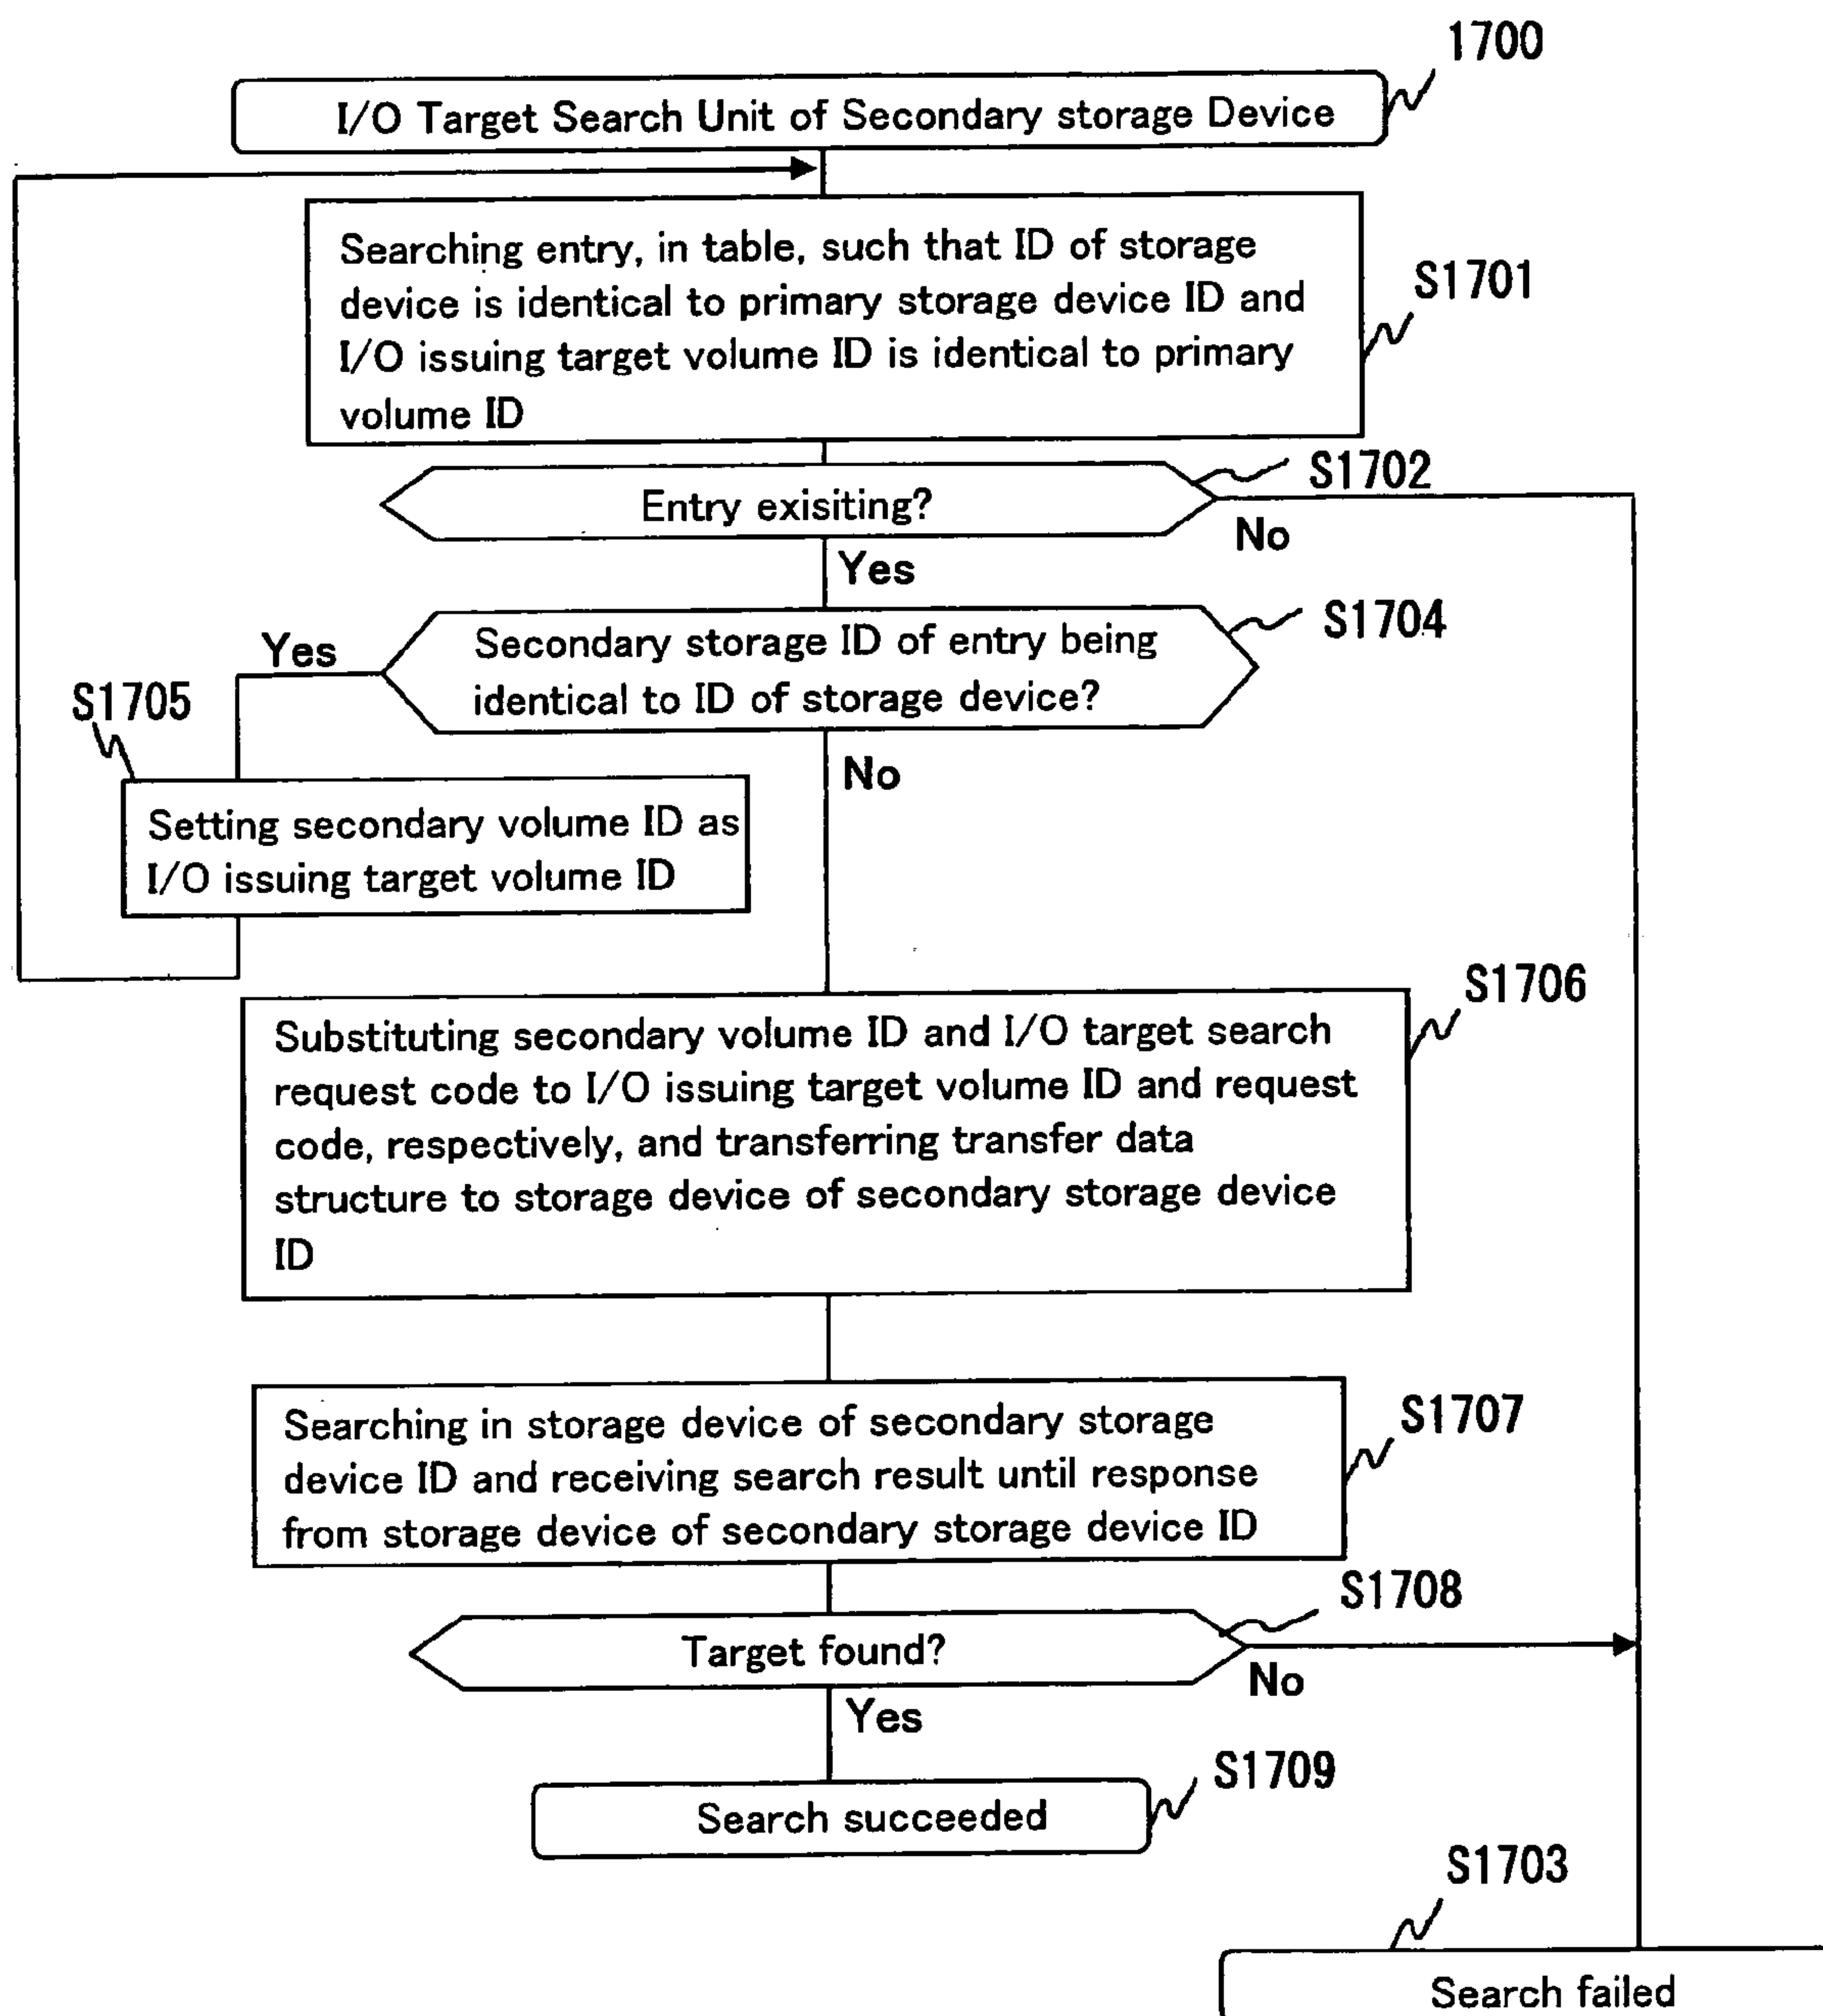 1700
I/O Target Search Unit of Secondary storage Device
Searching entry, in table, such that ID of storage
device is identical to primary storage device ID and
I/O issuing target volume ID is identical to primary
volume ID
S1701
Entry exisiting?
S1702
No
Yes
Secondary storage ID of entry being
identical to ID of storage device?
S1704
Yes
No
S1705
Setting secondary volume ID as
I/O issuing target volume ID
S1706
Substituting secondary volume ID and I/O target search
request code to I/O issuing target volume ID and request
code, respectively, and transferring transfer data
structure to storage device of secondary storage device
ID
S1707
Searching in storage device of secondary storage
device ID and receiving search result until response
from storage device of secondary storage device ID
S1708
Target found?
No
Yes
S1709
Search succeeded
S1703
Search failed